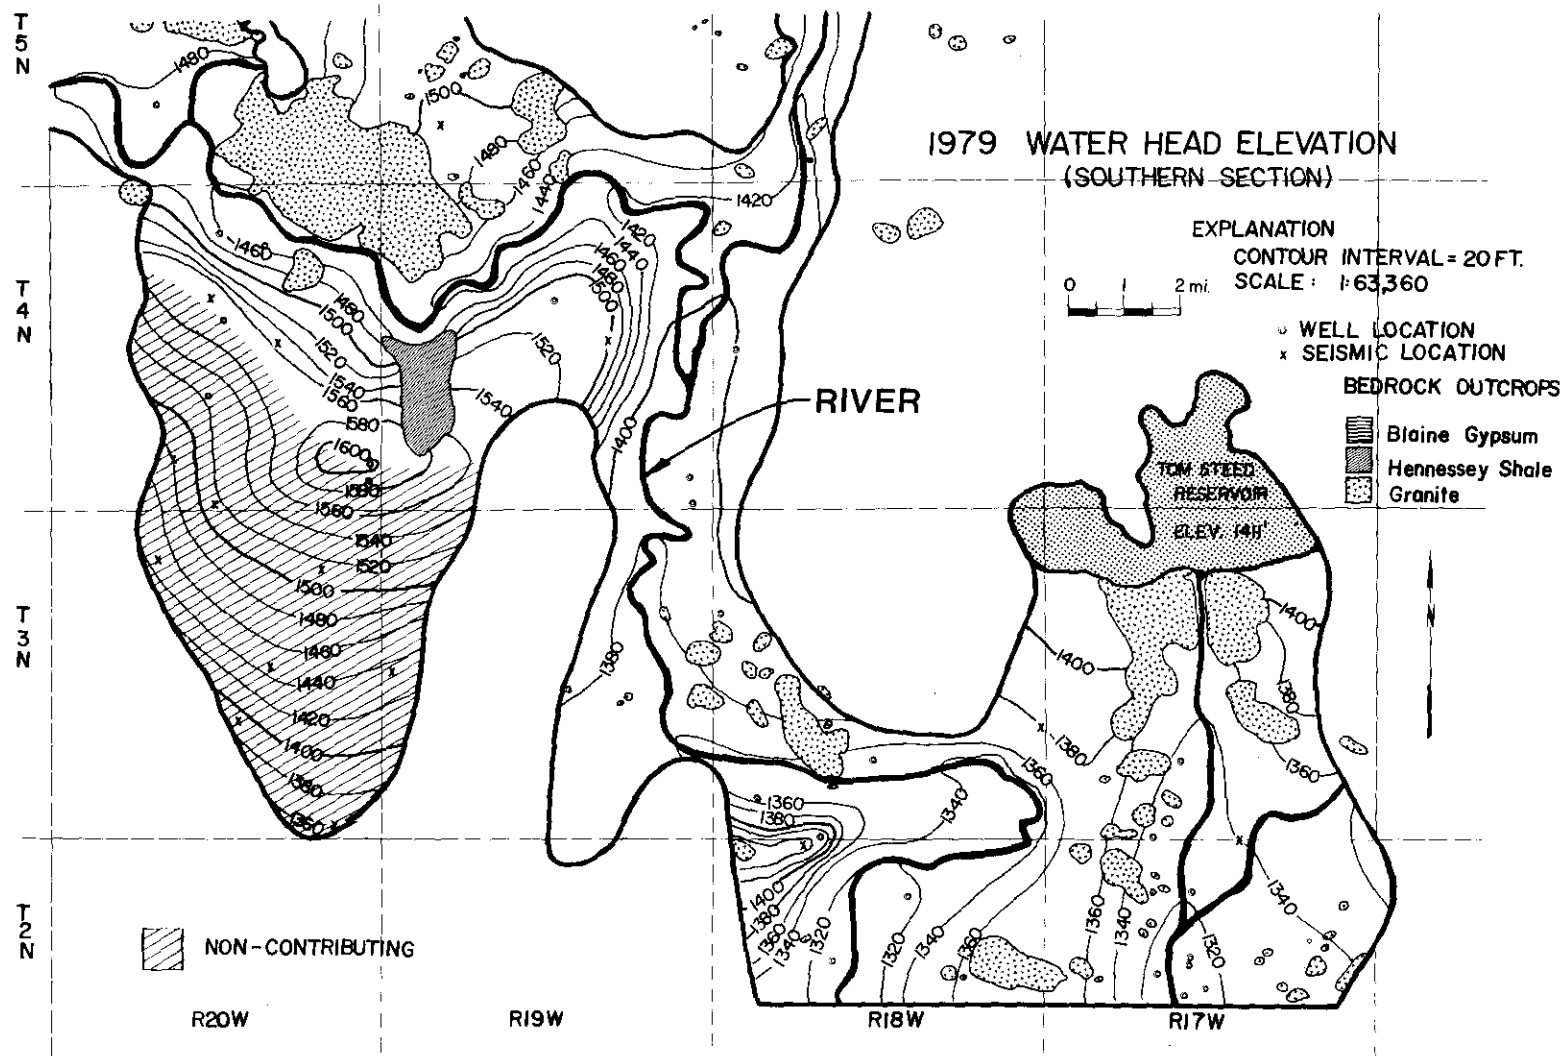 T
5
N
1979 WATER HEAD ELEVATION
(SOUTHERN SECTION)
EXPLANATION
CONTOUR INTERVAL = 20 FT.
SCALE : 1:63,360
0 1 2 mi.
WELL LOCATION
x SEISMIC LOCATION
BEDROCK OUTCROPS
Blaine Gypsum
Hennessey Shale
Granite
T
4
N
RIVER
TOM STEED
RESERVOIR
ELEV. 1411'
N
T
3
N
T
2
N
NON-CONTRIBUTING
R20W
R19W
R18W
R17W
1480
1500
1480
1460
1440
1420
1460
1480
1500
1520
1540
1560
1580
1600
1580
1560
1540
1520
1500
1480
1460
1440
1420
1400
1380
1360
1420
1440
1460
1480
1500
1520
1540
1400
1380
1360
1380
1400
1380
1360
1340
1320
1340
1320
1340
1360
1400
1380
1360
1360
1340
1400
1380
1360
1340
1320